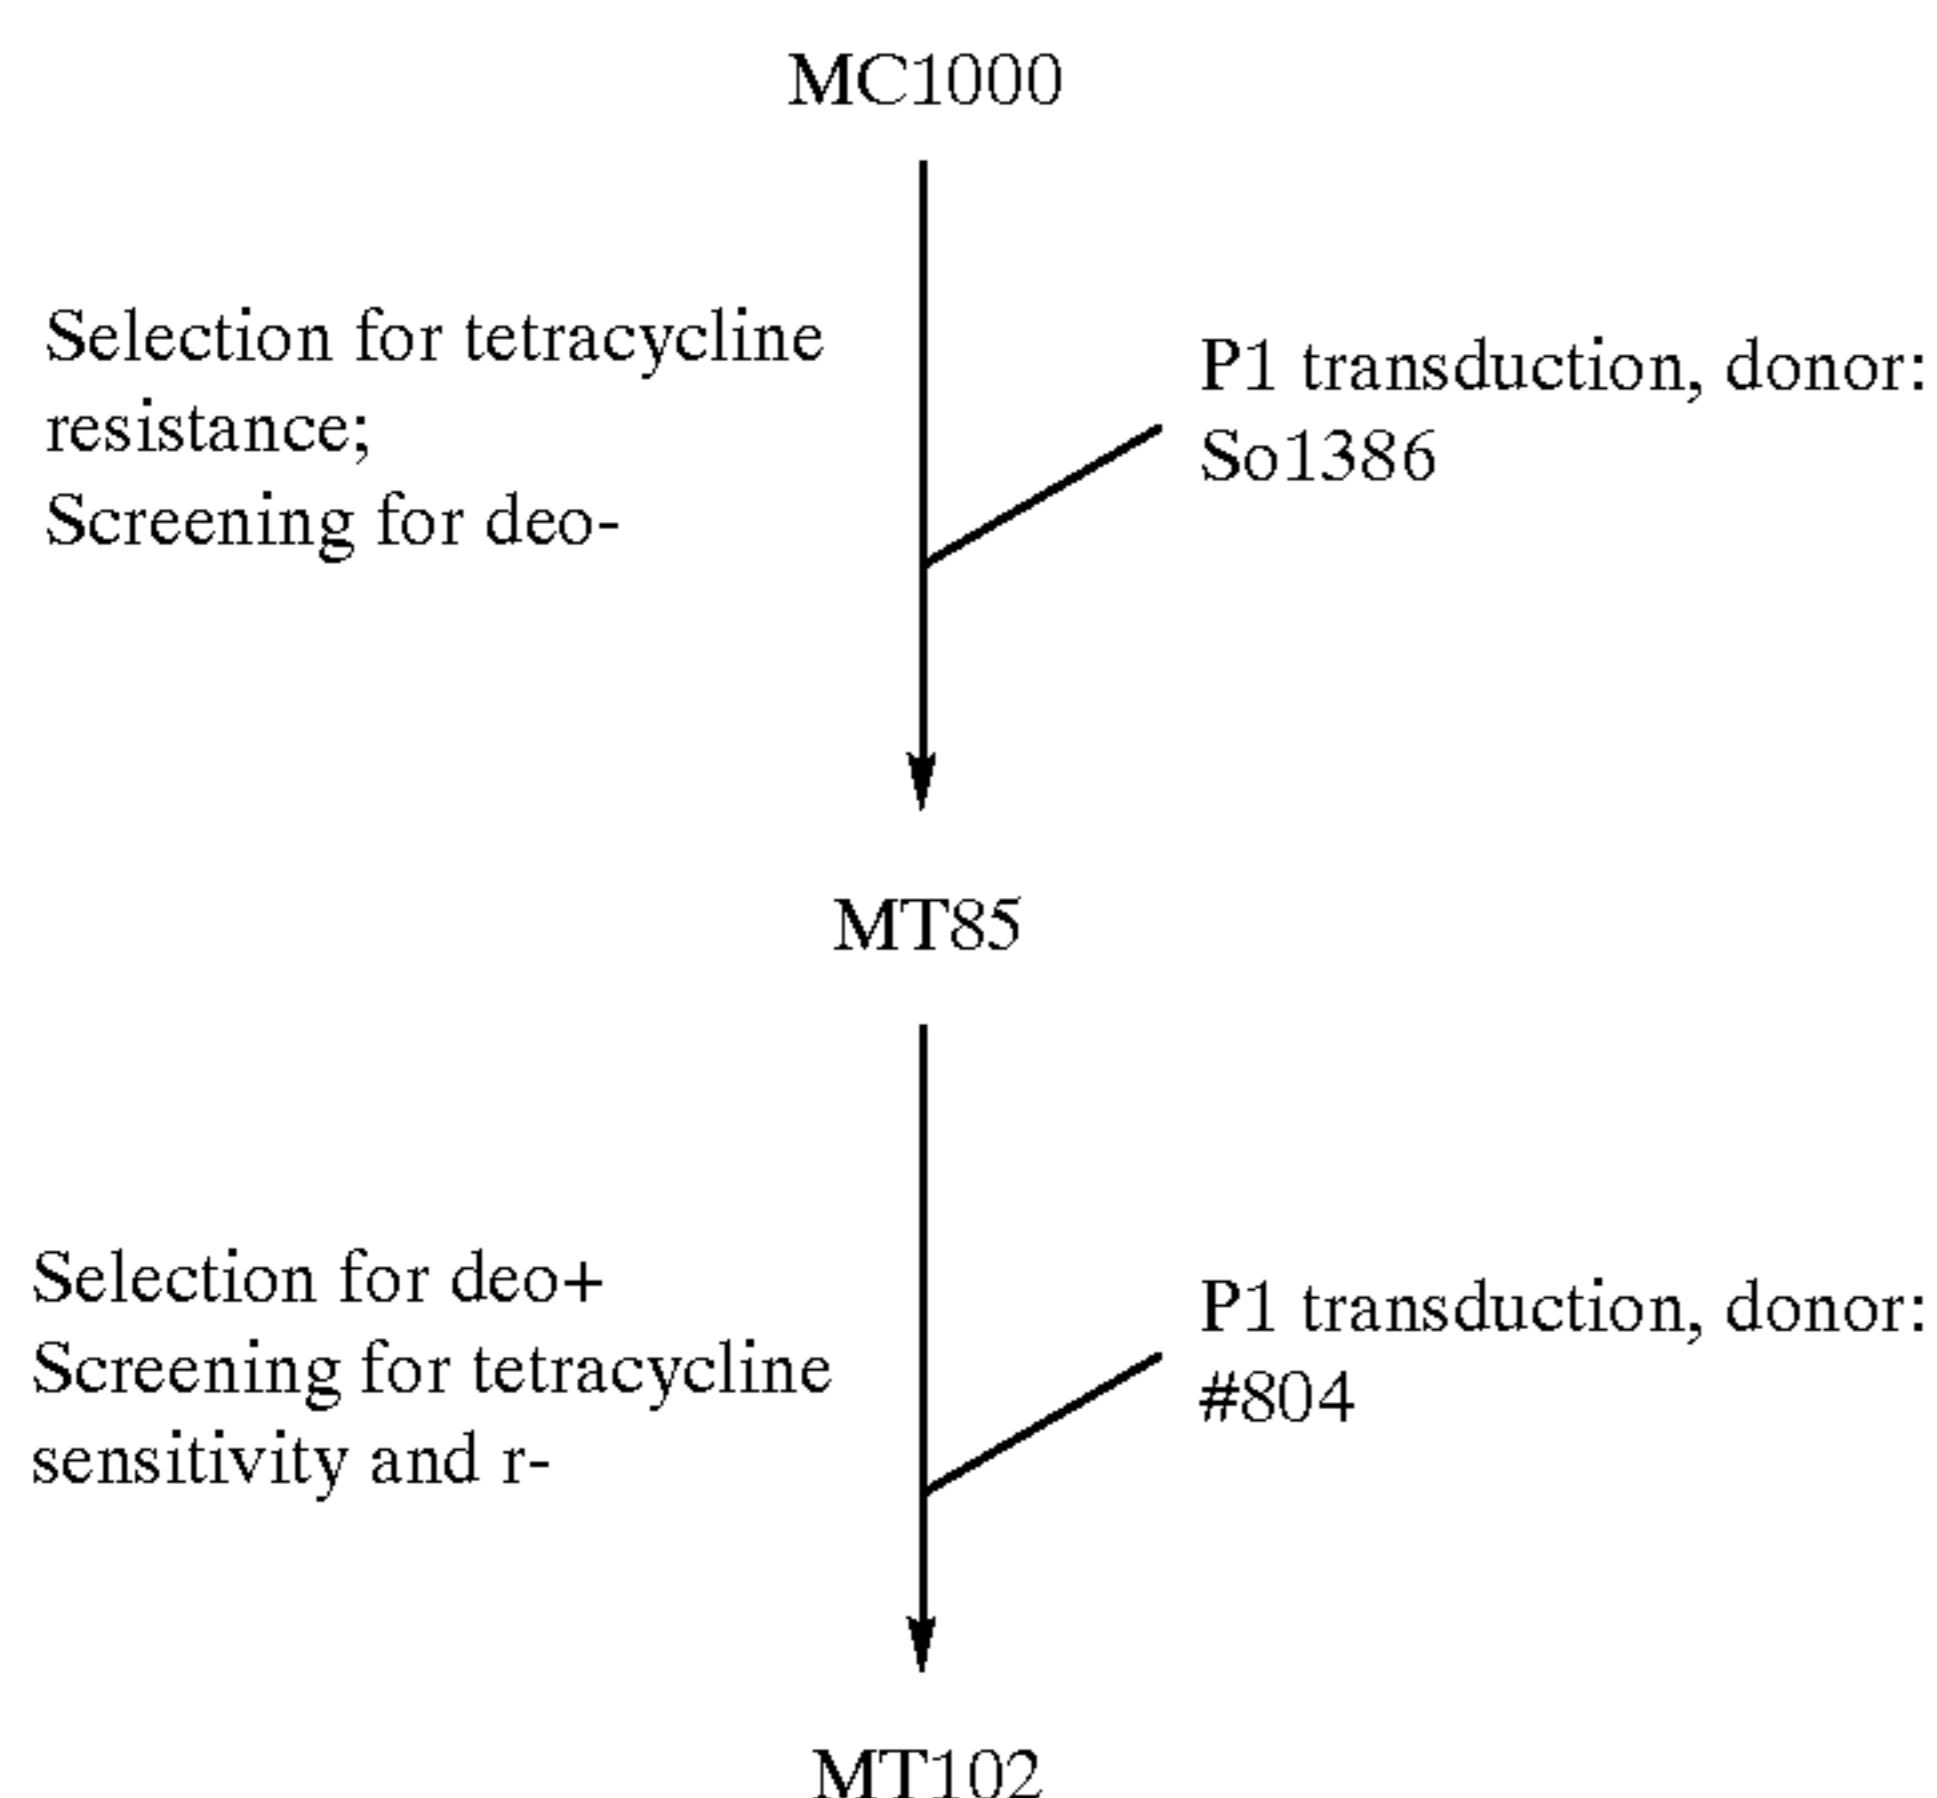 MC1000
Selection for tetracycline
resistance;
Screening for deo-
P1 transduction, donor:
So1386
MT85
Selection for deo+
Screening for tetracycline
sensitivity and r-
P1 transduction, donor:
#804
MT102